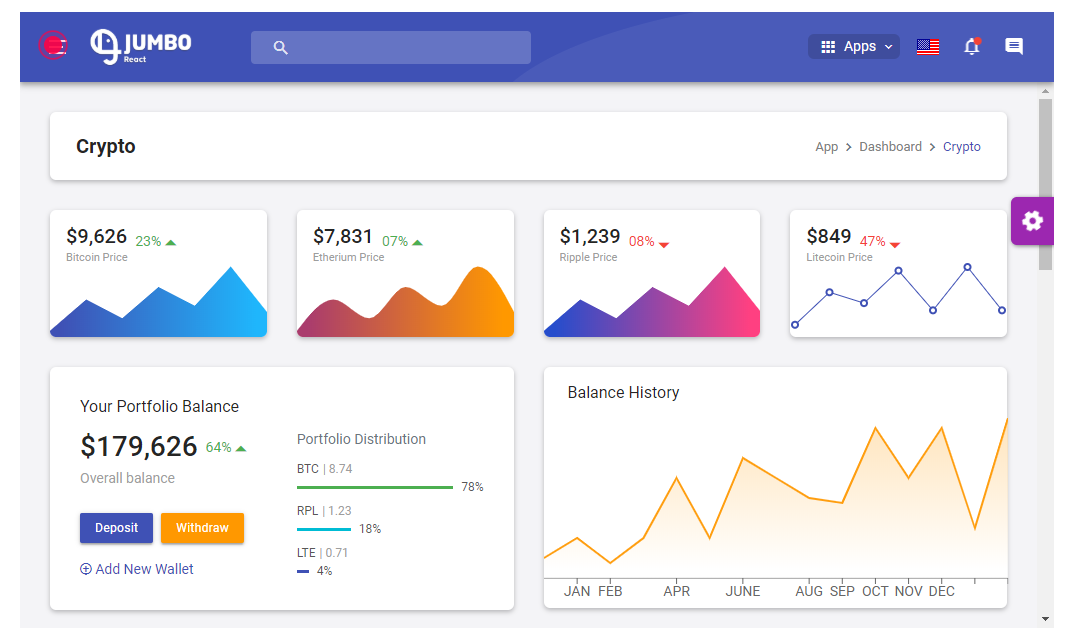 JUMBO
React
Apps
Crypto
App > Dashboard > Crypto
$9,626 23%
Bitcoin Price
$7,831 07%
Etherium Price
$1,239 08%
Ripple Price
$849 47%
Litecoin Price
Your Portfolio Balance
$179,626 64%
Overall balance
Deposit Withdraw
Add New Wallet
Portfolio Distribution
BTC | 8.74
78%
RPL | 1.23
18%
LTE | 0.71
4%
Balance History
JAN FEB APR JUNE AUG SEP OCT NOV DEC